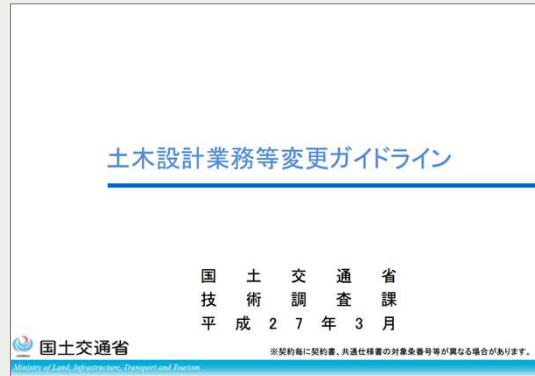 土木設計業務等変更ガイドライン
国土交通省
技術調査課
平成27年3月
国土交通省
※契約毎に契約書、共通仕様書の対象条番号等が異なる場合があります。
Ministry of Land, Infrastructure, Transport and Tourism